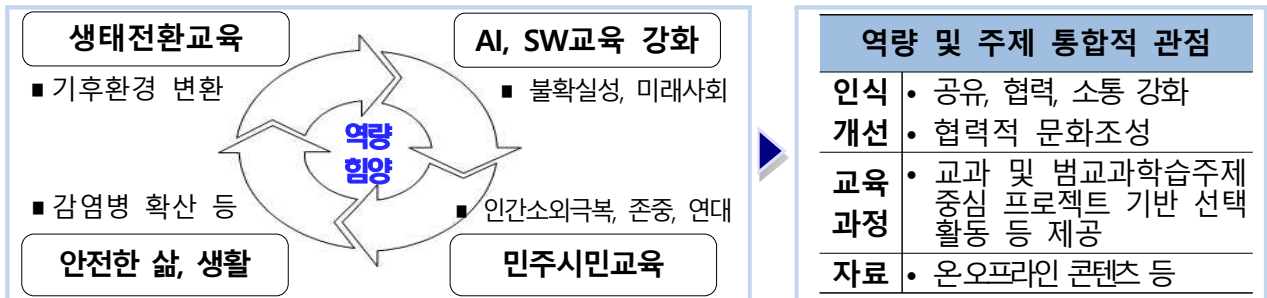 생태전환교육
AI, SW교육 강화
■ 기후환경 변환
■ 불확실성, 미래사회
역량
힘양
■ 감염병 확산 등
■ 인간소외극복, 존중, 연대
안전한 삶, 생활
민주시민교육
역량 및 주제 통합적 관점
인식
개선
• 공유, 협력, 소통 강화
• 협력적 문화조성
교육
과정
• 교과 및 범교과학습주제
중심 프로젝트 기반 선택
활동 등 제공
자료
• 온·오프라인 콘텐츠 등